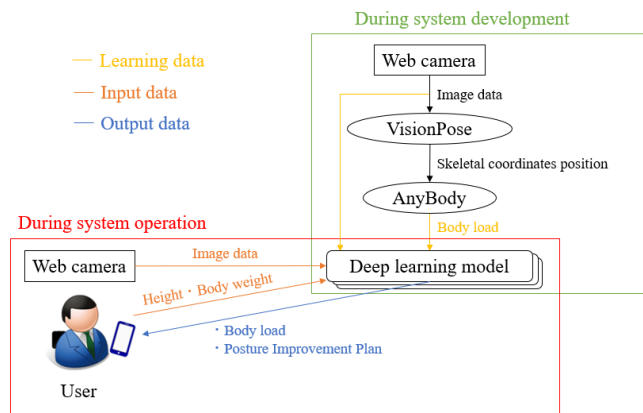 During system development
Learning data
Input data
Output data
Web camera
Image data
VisionPose
Skeletal coordinates position
AnyBody
Body load
During system operation
Web camera
Image data
Deep learning model
Height・Body weight
・Body load
・Posture Improvement Plan
User